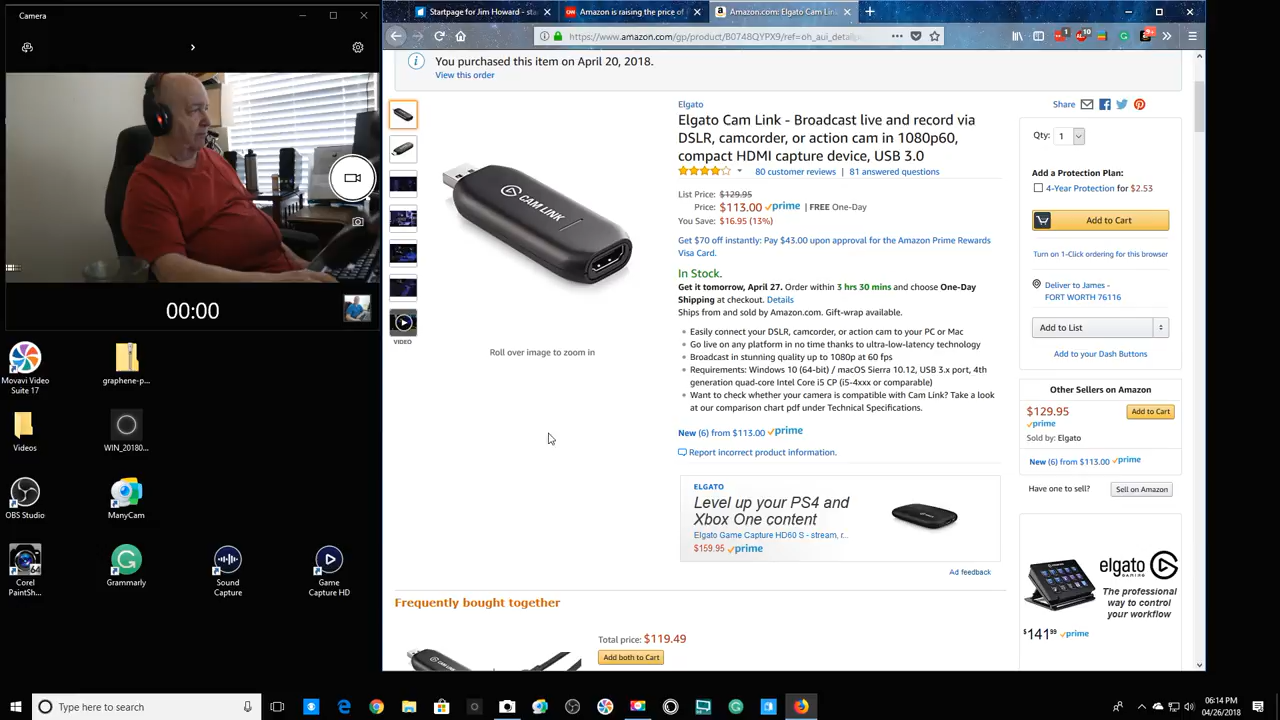 Camera
00:00
Movavi Video
Suite 17
graphene-p...
Videos
WIN_20180...
OBS Studio
ManyCam
Corel
PaintSh...
Grammarly
Sound
Capture
Game
Capture HD
Startpage for Jim Howard - sta
Amazon is raising the price of
Amazon.com: Elgato Cam Lin
https://www.amazon.com/gp/product/B0748QYPX9/ref=oh_aui_detailp
You purchased this item on April 20, 2018.
View this order
CAM LINK
VIDEO
Roll over image to zoom in
Elgato
Elgato Cam Link - Broadcast live and record via
DSLR, camcorder, or action cam in 1080p60,
compact HDMI capture device, USB 3.0
80 customer reviews | 81 answered questions
List Price: $129.95
Price: $113.00 prime | FREE One-Day
You Save: $16.95 (13%)
Get $70 off instantly: Pay $43.00 upon approval for the Amazon Prime Rewards
Visa Card.
In Stock.
Get it tomorrow, April 27. Order within 3 hrs 30 mins and choose One-Day
Shipping at checkout. Details
Ships from and sold by Amazon.com. Gift-wrap available.
Easily connect your DSLR, camcorder, or action cam to your PC or Mac
Go live on any platform in no time thanks to ultra-low-latency technology
Broadcast in stunning quality up to 1080p at 60 fps
Requirements: Windows 10 (64-bit) / macOS Sierra 10.12, USB 3.x port, 4th
generation quad-core Intel Core i5 CP (i5-4xxx or comparable)
Want to check whether your camera is compatible with Cam Link? Take a look
at our comparison chart pdf under Technical Specifications.
New (6) from $113.00 prime
Report incorrect product information.
ELGATO
Level up your PS4 and
Xbox One content
Elgato Game Capture HD60 S - stream, r...
$159.95 prime
Ad feedback
Frequently bought together
Total price: $119.49
Add both to Cart
Share
Qty: 1
Add a Protection Plan:
4-Year Protection for $2.53
Add to Cart
Turn on 1-Click ordering for this browser
Deliver to James -
FORT WORTH 76116
Add to List
Add to your Dash Buttons
Other Sellers on Amazon
$129.95
Add to Cart
prime
Sold by: Elgato
New (6) from $113.00 prime
Have one to sell? Sell on Amazon
elgato
GAMING
The professional
way to control
your workflow
$141.99 prime
Type here to search
06:14 PM
04/26/2018